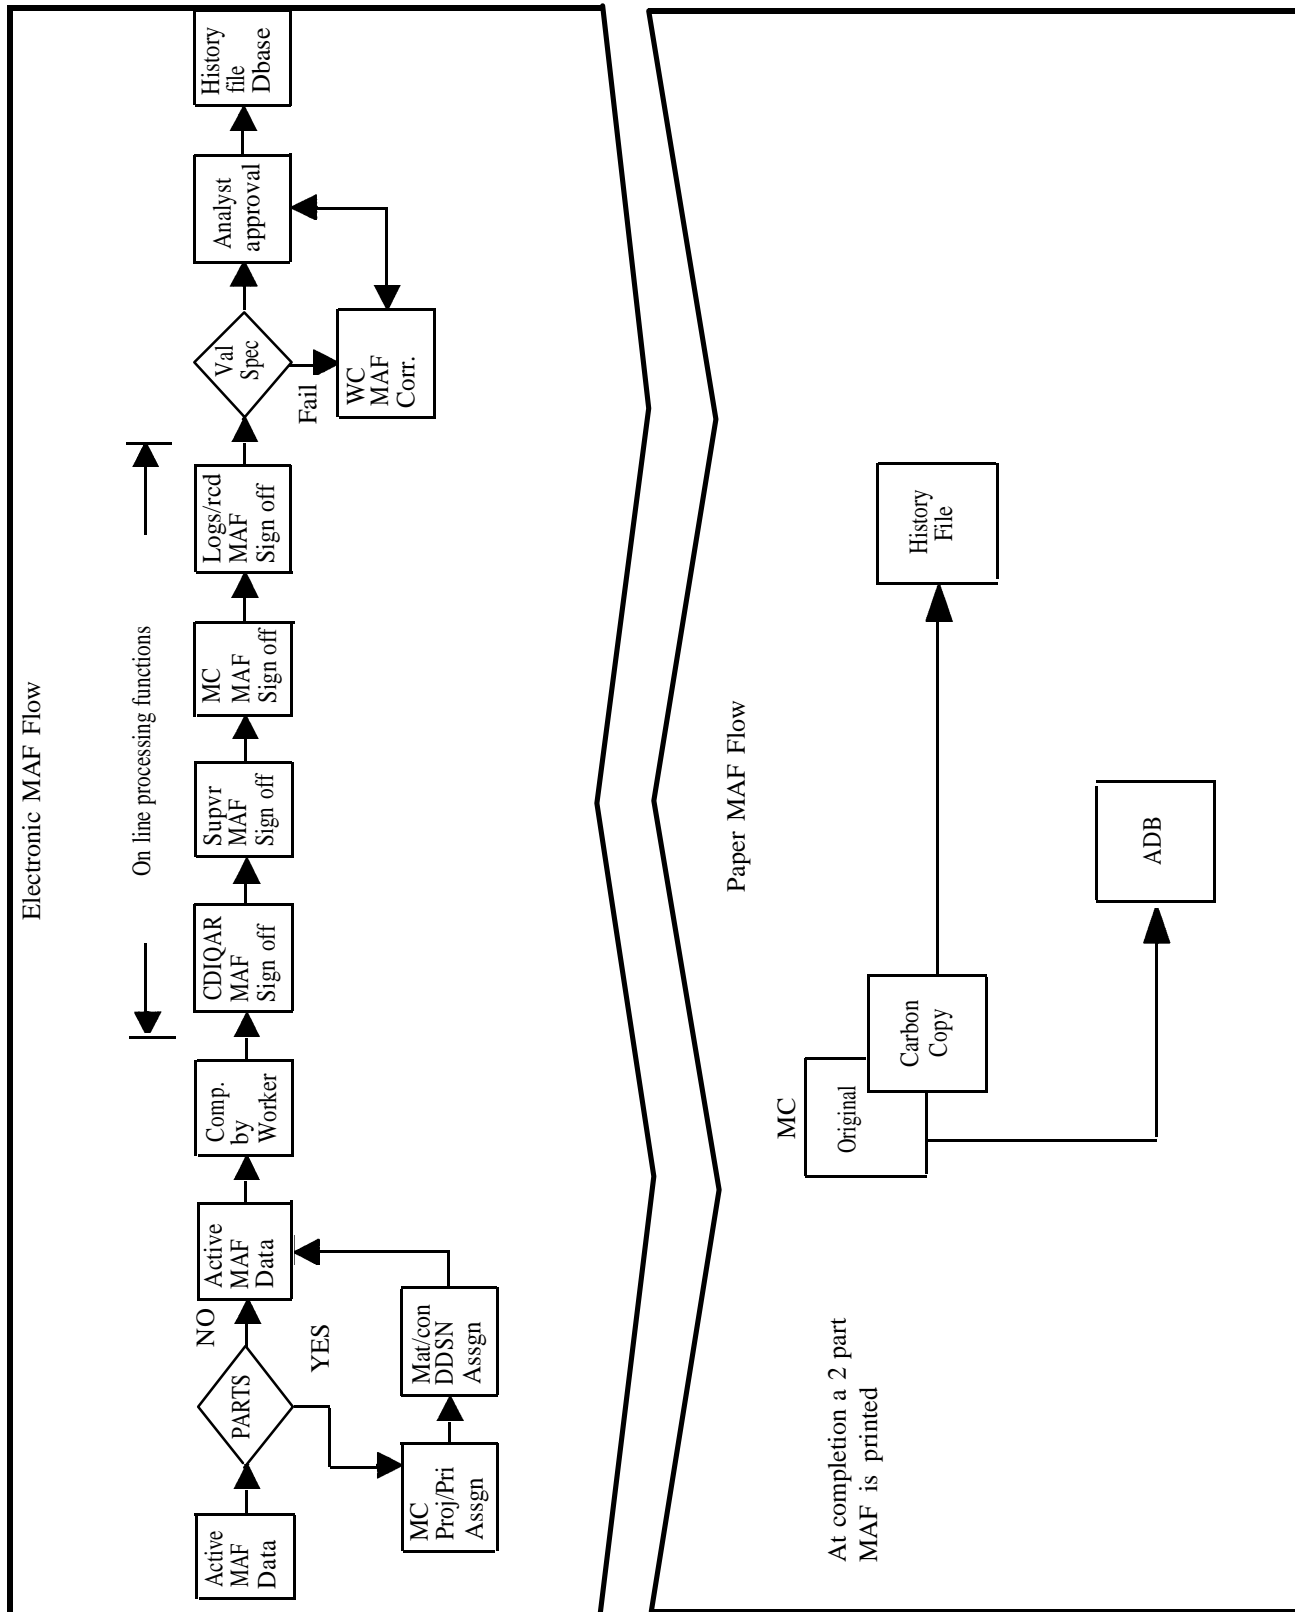 Electronic MAF Flow
On line processing functions
Active
MAF
Data
PARTS
NO
YES
MC
Proj/Pri
Assgn
Mat/con
DDSN
Assgn
Active
MAF
Data
Comp.
by
Worker
CDIQAR
MAF
Sign off
Supvr
MAF
Sign off
MC
MAF
Sign off
Logs/rcd
MAF
Sign off
Val
Spec
Fail
WC
MAF
Corr.
Analyst
approval
History
file
Dbase
Paper MAF Flow
At completion a 2 part
MAF is printed
MC
Original
Carbon
Copy
History
File
ADB